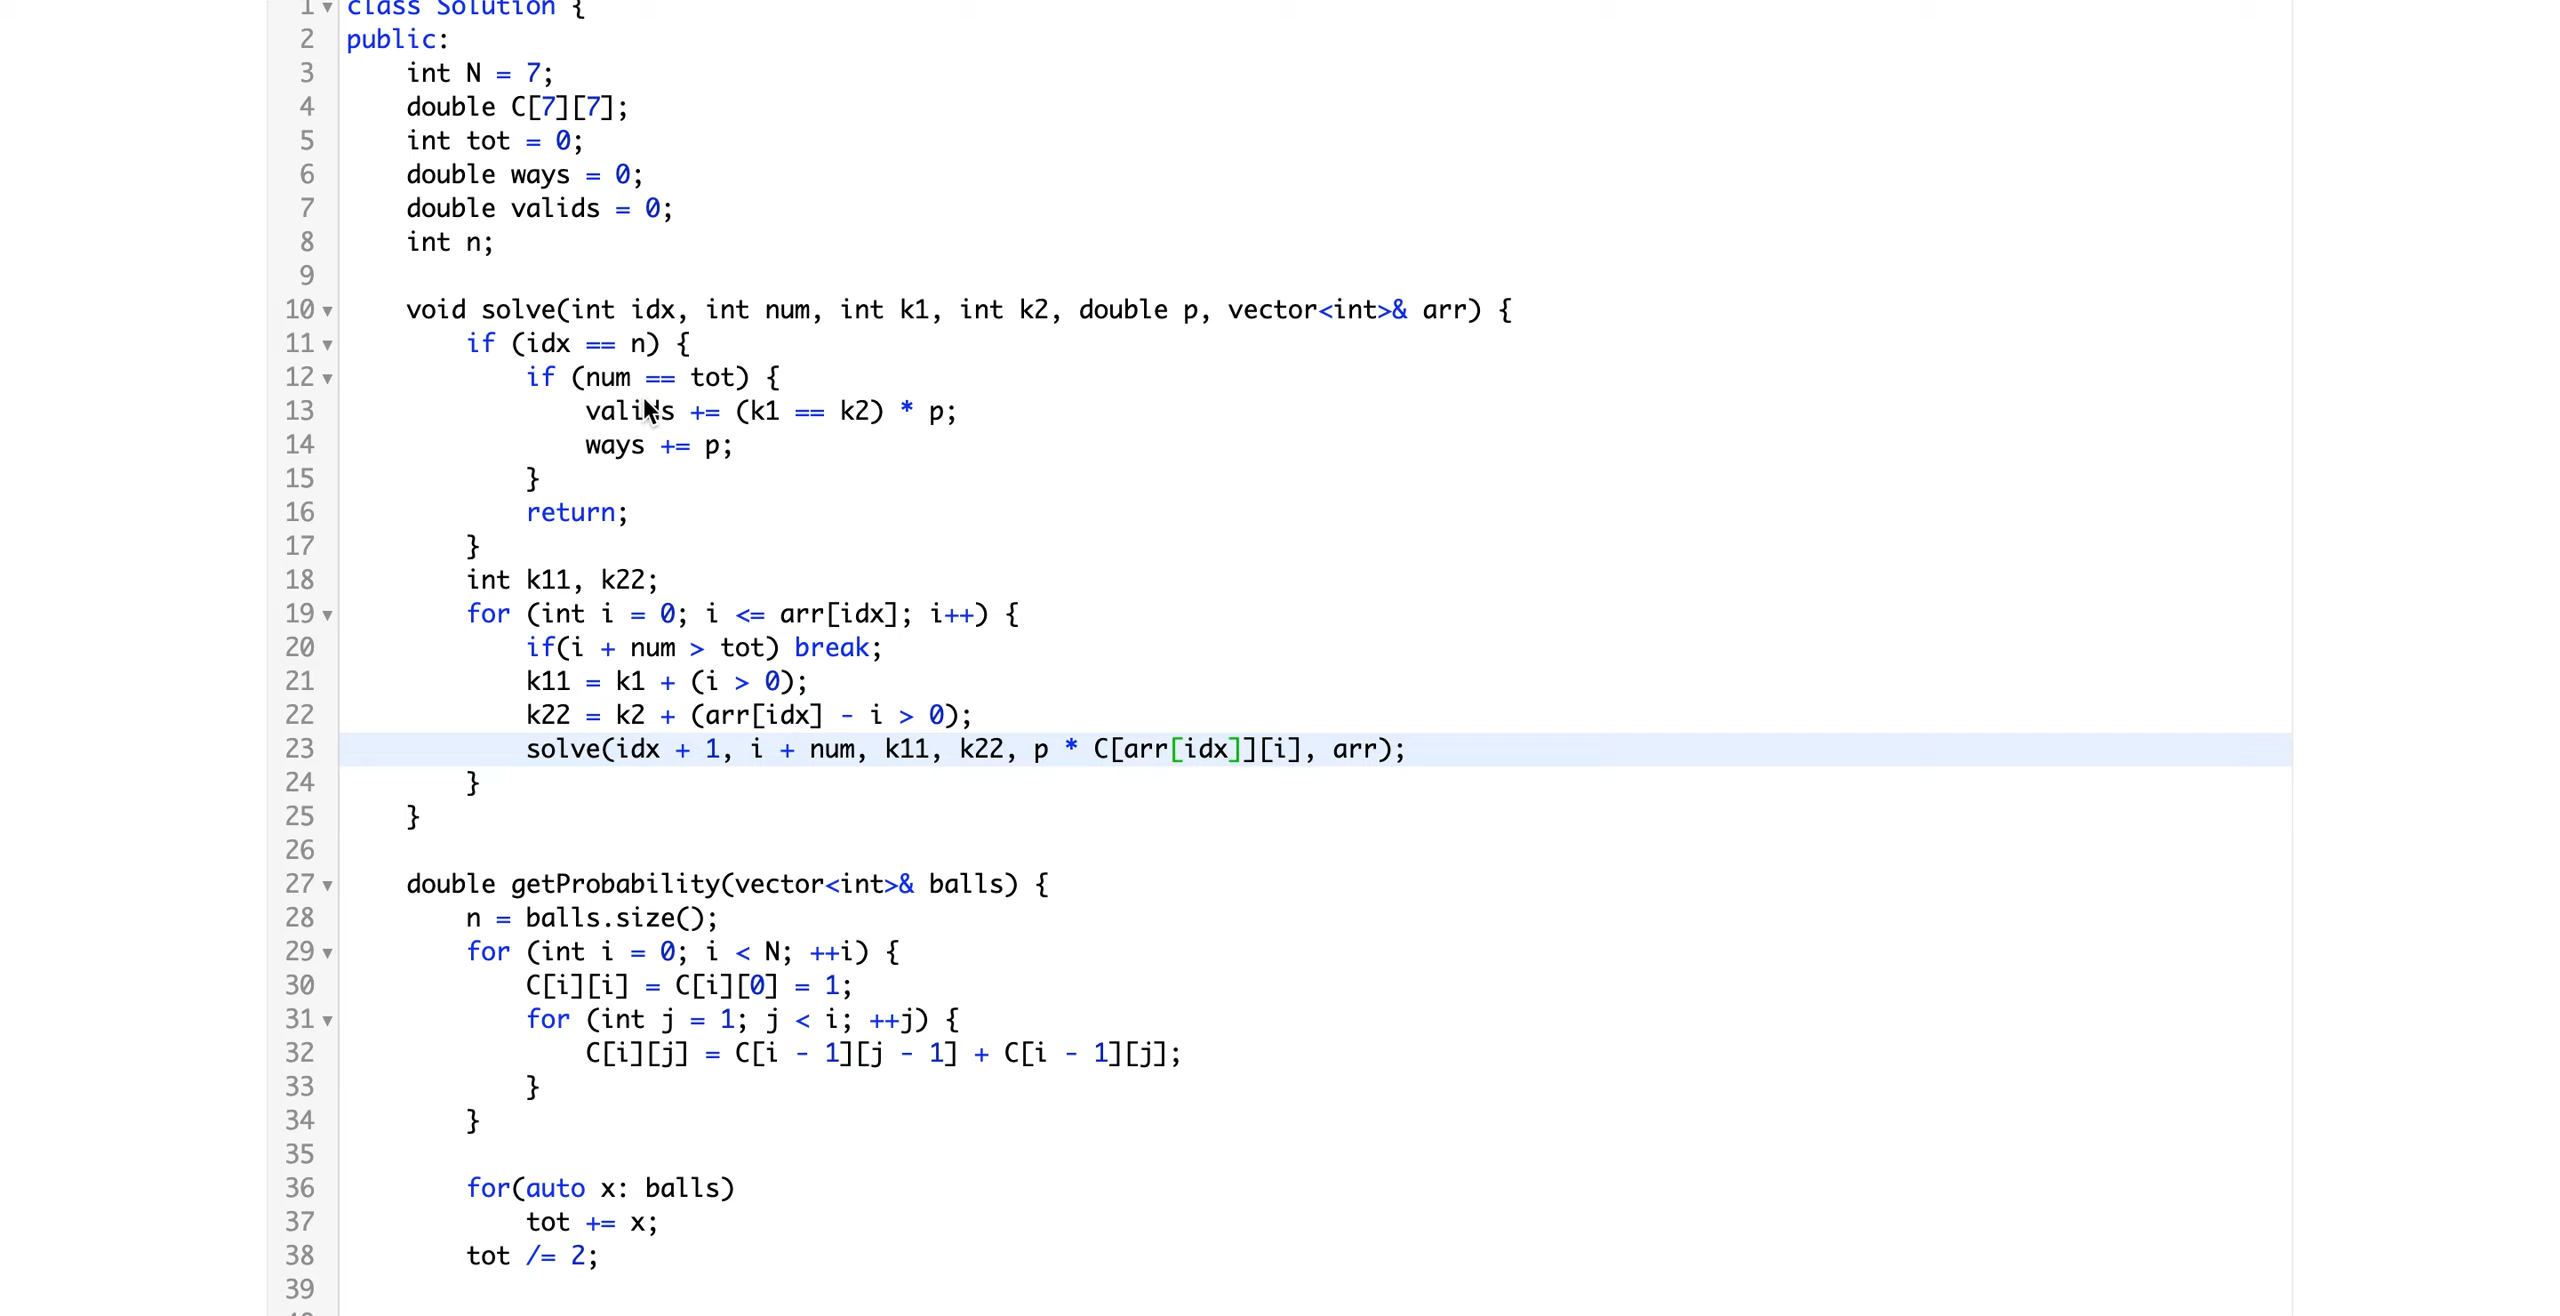 1 class Solution {
2 public:
3     int N = 7;
4     double C[7][7];
5     int tot = 0;
6     double ways = 0;
7     double valids = 0;
8     int n;
9
10     void solve(int idx, int num, int k1, int k2, double p, vector<int>& arr) {
11         if (idx == n) {
12             if (num == tot) {
13                 valids += (k1 == k2) * p;
14                 ways += p;
15             }
16             return;
17         }
18         int k11, k22;
19         for (int i = 0; i <= arr[idx]; i++) {
20             if(i + num > tot) break;
21             k11 = k1 + (i > 0);
22             k22 = k2 + (arr[idx] - i > 0);
23             solve(idx + 1, i + num, k11, k22, p * C[arr[idx]][i], arr);
24         }
25     }
26
27     double getProbability(vector<int>& balls) {
28         n = balls.size();
29         for (int i = 0; i < N; ++i) {
30             C[i][i] = C[i][0] = 1;
31             for (int j = 1; j < i; ++j) {
32                 C[i][j] = C[i - 1][j - 1] + C[i - 1][j];
33             }
34         }
35
36         for(auto x: balls)
37             tot += x;
38         tot /= 2;
39